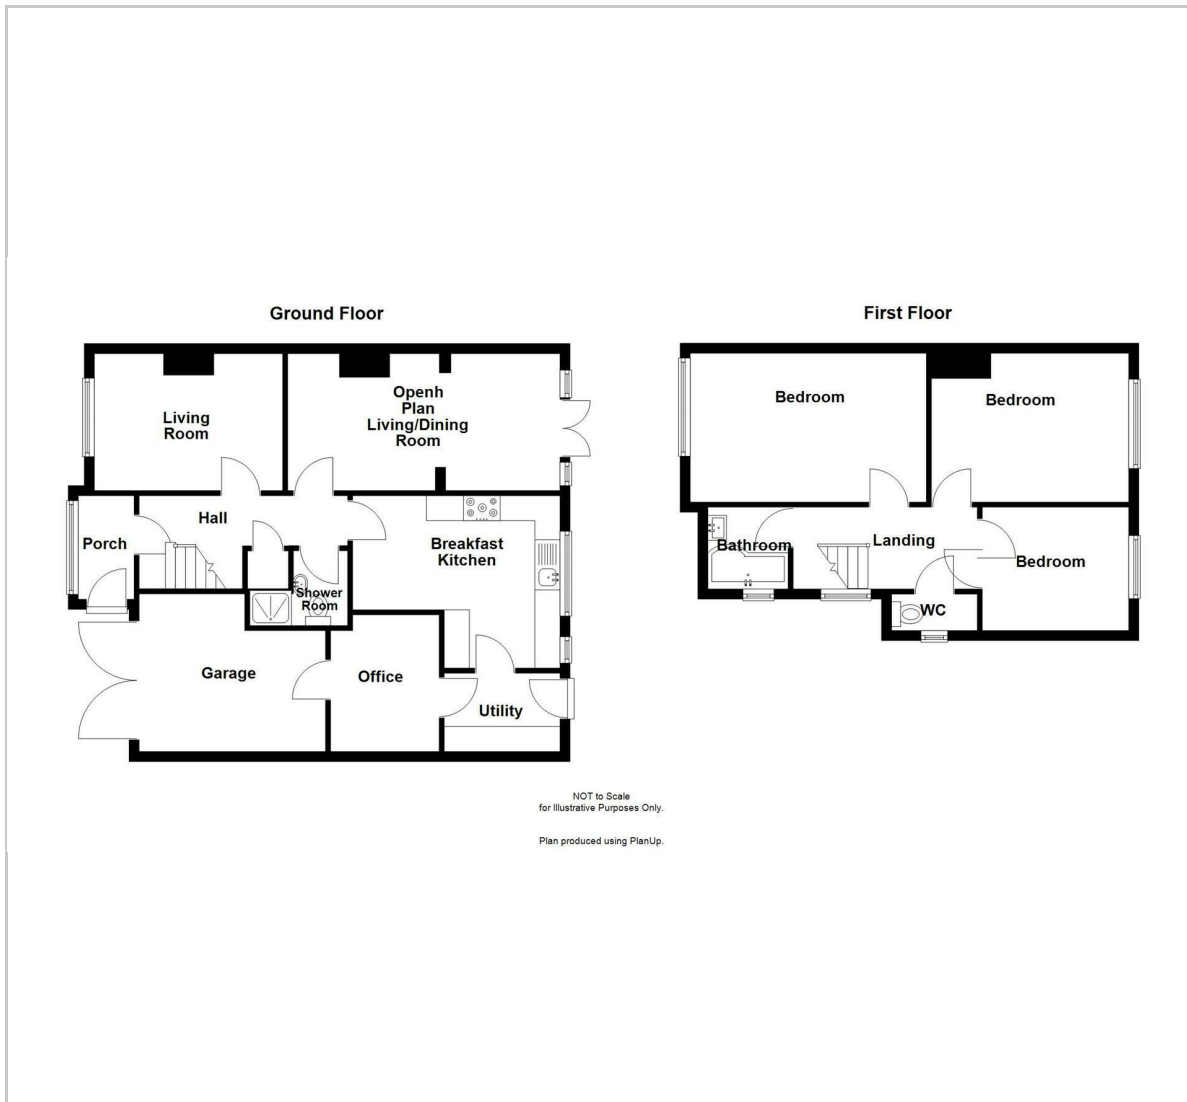 Ground Floor
Living
Room
Openh
Plan
Living/Dining
Room
Hall
Porch
Breakfast
Kitchen
Shower
Room
Garage
Office
Utility
First Floor
Bedroom
Bedroom
Bathroom
Landing
Bedroom
WC
NOT to Scale
for Illustrative Purposes Only.
Plan produced using PlanUp.